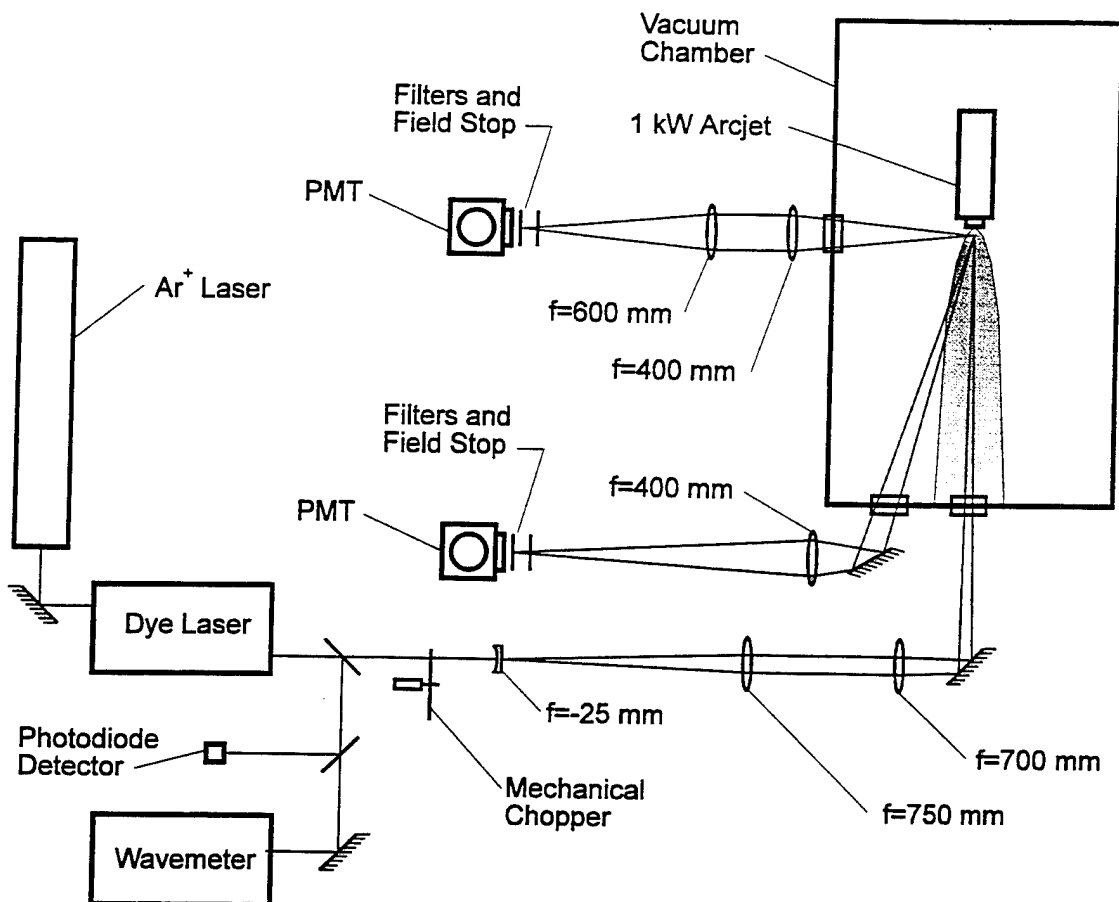 Vacuum
Chamber
Filters and
Field Stop
1 kW Arcjet
PMT
Ar⁺ Laser
f=600 mm
f=400 mm
Filters and
Field Stop
f=400 mm
PMT
Dye Laser
f=-25 mm
Photodiode
Detector
f=700 mm
Mechanical
Chopper
f=750 mm
Wavemeter